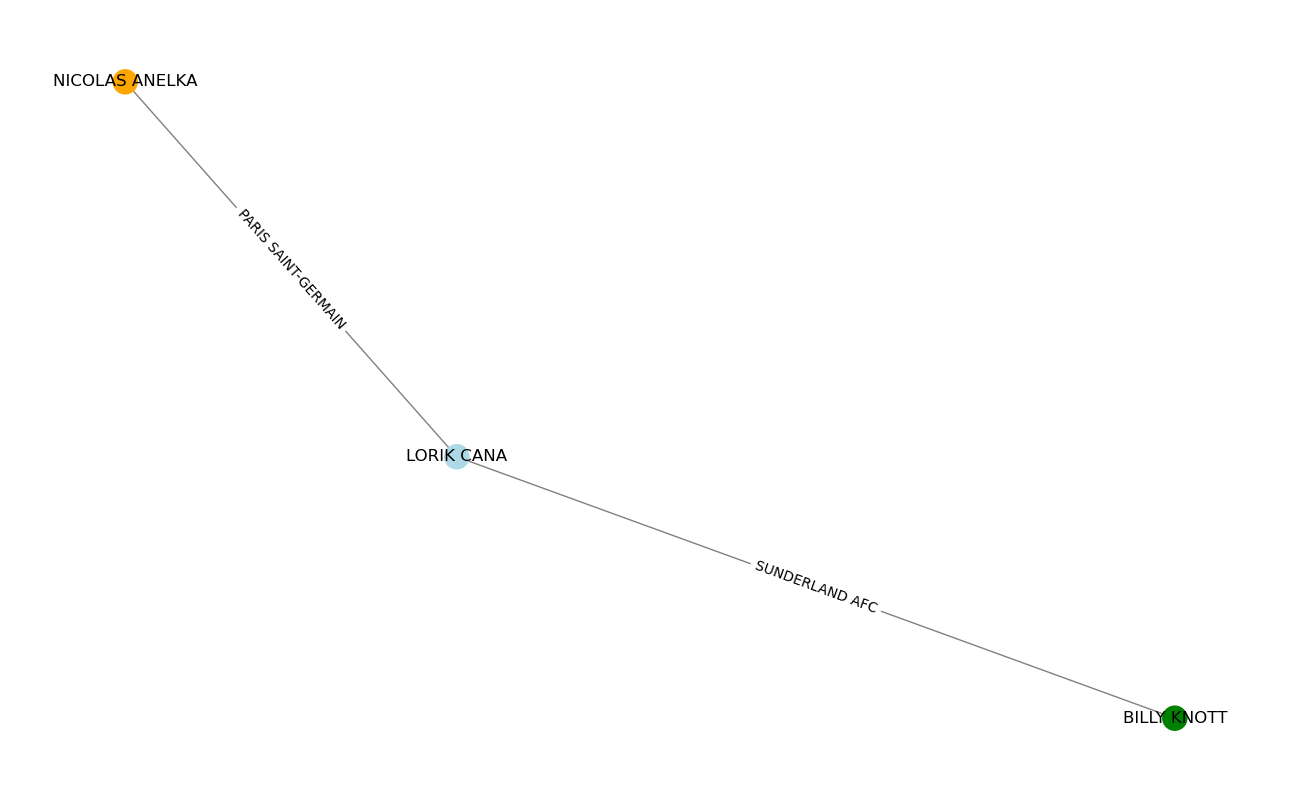 NICOLAS ANELKA
PARIS SAINT-GERMAIN
LORIK CANA
SUNDERLAND AFC
BILLY KNOTT